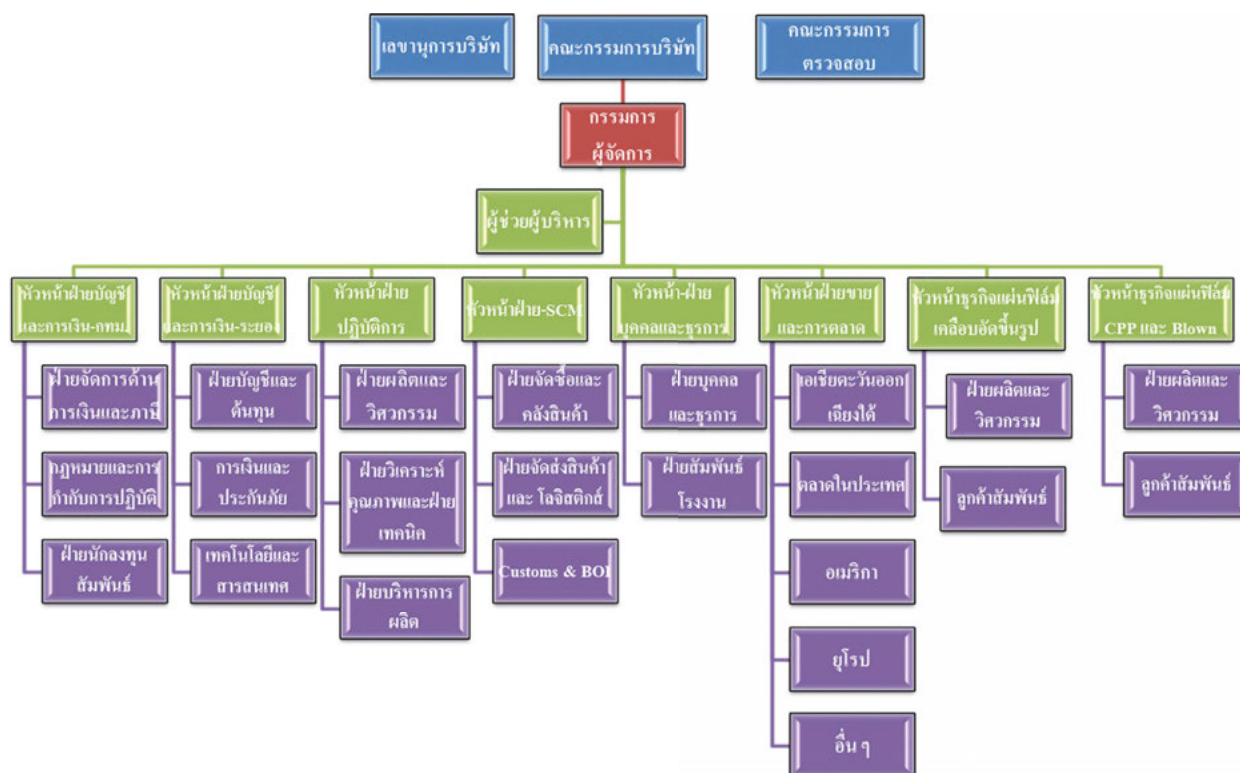 เลขานุการบริษัท
คณะกรรมการบริษัท
คณะกรรมการ
ตรวจสอบ
กรรมการ
ผู้จัดการ
ผู้ช่วยผู้บริหาร
หัวหน้าฝ่ายบัญชี
และการเงิน-กทม.
หัวหน้าฝ่ายบัญชี
และการเงิน-ระยอง
หัวหน้าฝ่าย
ปฏิบัติการ
หัวหน้าฝ่าย-SCM
หัวหน้า-ฝ่าย
บุคคลและธุรการ
หัวหน้าฝ่ายขาย
และการตลาด
หัวหน้าธุรกิจแผ่นฟิล์ม
เคลือบอัดขึ้นรูป
หัวหน้าธุรกิจแผ่นฟิล์ม
CPP และ Blown
ฝ่ายจัดการด้าน
การเงินและภาษี
กฎหมายและการ
กำกับการปฏิบัติ
ฝ่ายนักลงทุน
สัมพันธ์
ฝ่ายบัญชีและ
ต้นทุน
การเงินและ
ประกันภัย
เทคโนโลยีและ
สารสนเทศ
ฝ่ายผลิตและ
วิศวกรรม
ฝ่ายวิเคราะห์
คุณภาพและฝ่าย
เทคนิค
ฝ่ายบริหารการ
ผลิต
ฝ่ายจัดซื้อและ
คลังสินค้า
ฝ่ายจัดส่งสินค้า
และ โลจิสติกส์
Customs & BOI
ฝ่ายบุคคล
และธุรการ
ฝ่ายสัมพันธ์
โรงงาน
เอเชียตะวันออก
เฉียงใต้
ตลาดในประเทศ
อเมริกา
ยุโรป
อื่น ๆ
ฝ่ายผลิตและ
วิศวกรรม
ลูกค้าสัมพันธ์
ฝ่ายผลิตและ
วิศวกรรม
ลูกค้าสัมพันธ์